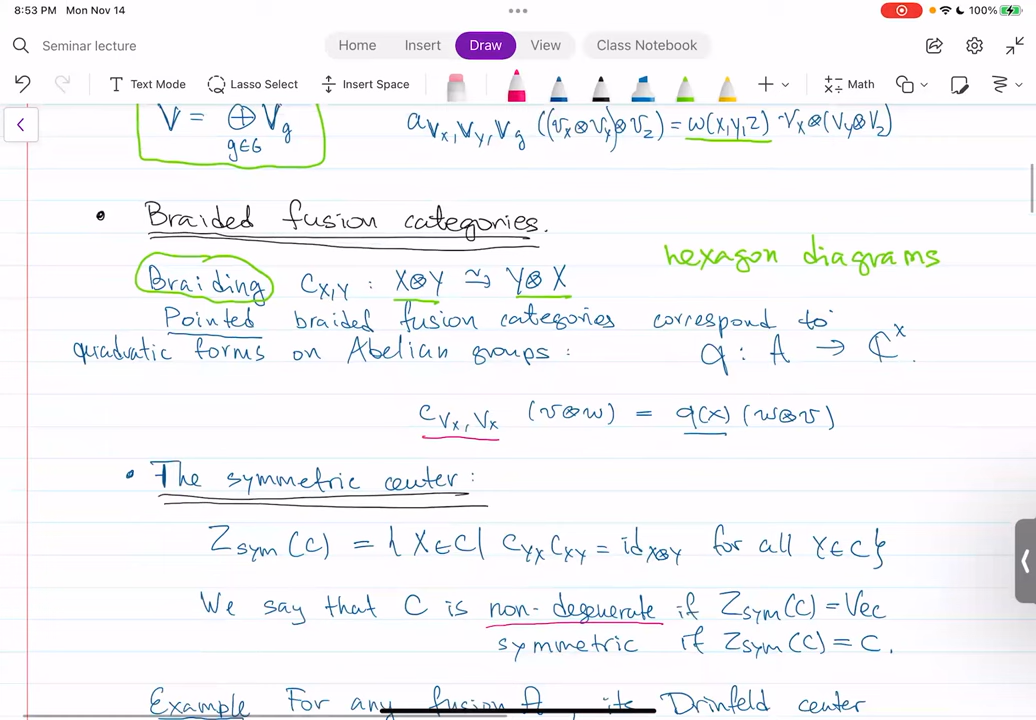 8:53 PM Mon Nov 14
100%
Seminar lecture
Home Insert Draw View Class Notebook
Text Mode Lasso Select Insert Space Math
V = ⊕ V_g
g∈G
a_{V_x, V_y, V_g} ((v_x⊗v_y)⊗v_z) = ω(x,y,z) · v_x⊗(v_y⊗v_z)
• Braided fusion categories.
hexagon diagrams
Braiding C_{X,Y} : X⊗Y ≃→ Y⊗X
Pointed braided fusion categories correspond to
quadratic forms on Abelian groups : q : A → ℂ^×.
C_{V_x, V_x} (v⊗w) = q(x) (w⊗v)
• The symmetric center :
Z_sym(C) = { X∈C | C_{YX} C_{XY} = id_{X⊗Y} for all Y∈C }
We say that C is non-degenerate if Z_sym(C) = Vec
symmetric if Z_sym(C) = C.
Example For any fusion A, its Drinfeld center